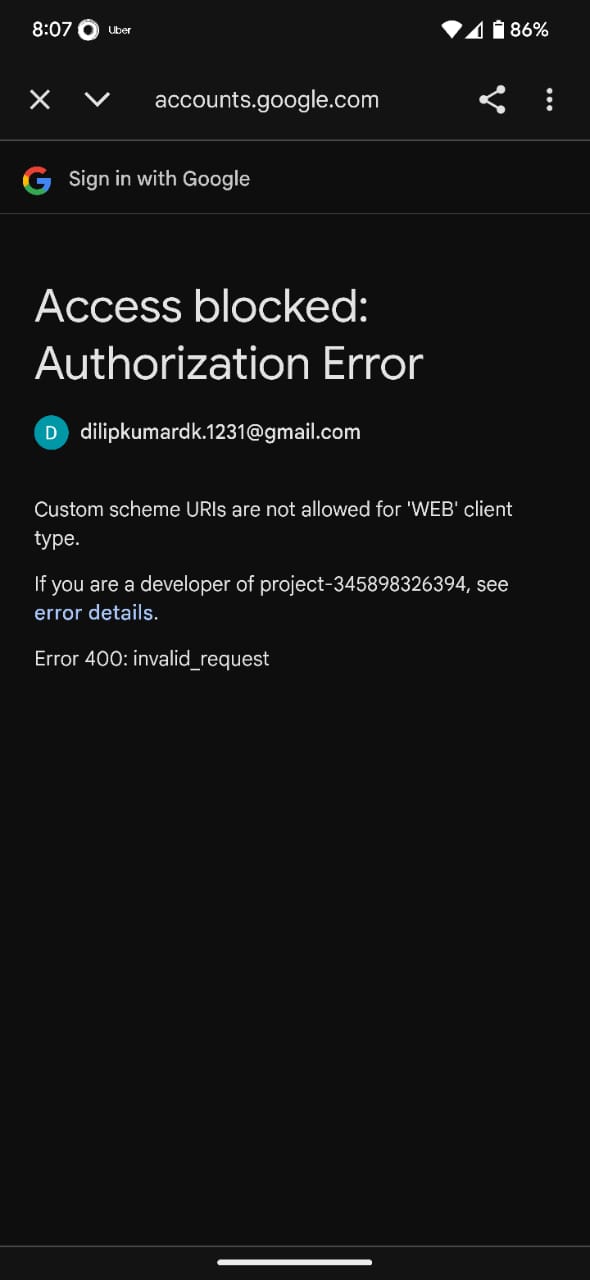 8:07 Uber 86%
accounts.google.com
Sign in with Google
Access blocked:
Authorization Error
D dilipkumardk.1231@gmail.com
Custom scheme URIs are not allowed for 'WEB' client
type.
If you are a developer of project-345898326394, see
error details.
Error 400: invalid_request